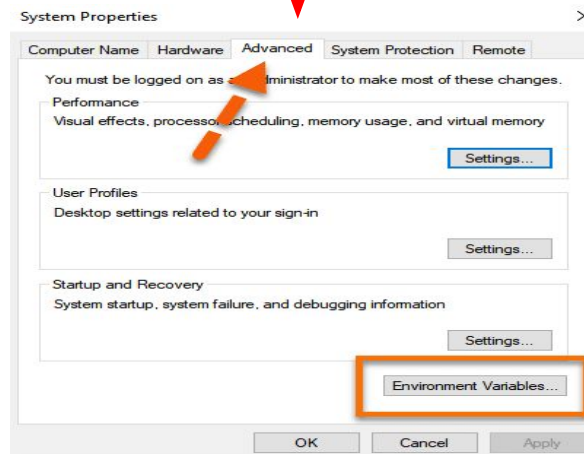 System Properties
Computer Name Hardware Advanced System Protection Remote
You must be logged on as an Administrator to make most of these changes.
Performance
Visual effects, processor scheduling, memory usage, and virtual memory
Settings...
User Profiles
Desktop settings related to your sign-in
Settings...
Startup and Recovery
System startup, system failure, and debugging information
Settings...
Environment Variables...
OK Cancel Apply